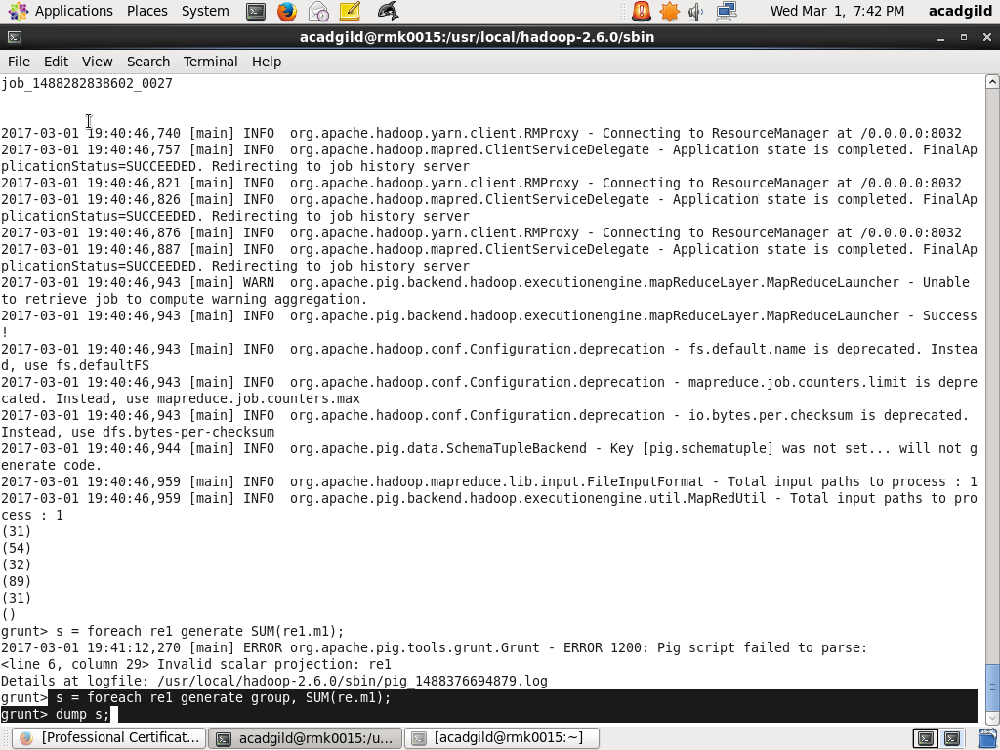 Applications Places System Wed Mar 1, 7:42 PM acadgild
acadgild@rmk0015:/usr/local/hadoop-2.6.0/sbin
File Edit View Search Terminal Help
job_1488282838602_0027
2017-03-01 19:40:46,740 [main] INFO  org.apache.hadoop.yarn.client.RMProxy - Connecting to ResourceManager at /0.0.0.0:8032
2017-03-01 19:40:46,757 [main] INFO  org.apache.hadoop.mapred.ClientServiceDelegate - Application state is completed. FinalAp
plicationStatus=SUCCEEDED. Redirecting to job history server
2017-03-01 19:40:46,821 [main] INFO  org.apache.hadoop.yarn.client.RMProxy - Connecting to ResourceManager at /0.0.0.0:8032
2017-03-01 19:40:46,826 [main] INFO  org.apache.hadoop.mapred.ClientServiceDelegate - Application state is completed. FinalAp
plicationStatus=SUCCEEDED. Redirecting to job history server
2017-03-01 19:40:46,876 [main] INFO  org.apache.hadoop.yarn.client.RMProxy - Connecting to ResourceManager at /0.0.0.0:8032
2017-03-01 19:40:46,887 [main] INFO  org.apache.hadoop.mapred.ClientServiceDelegate - Application state is completed. FinalAp
plicationStatus=SUCCEEDED. Redirecting to job history server
2017-03-01 19:40:46,943 [main] WARN  org.apache.pig.backend.hadoop.executionengine.mapReduceLayer.MapReduceLauncher - Unable
to retrieve job to compute warning aggregation.
2017-03-01 19:40:46,943 [main] INFO  org.apache.pig.backend.hadoop.executionengine.mapReduceLayer.MapReduceLauncher - Success
!
2017-03-01 19:40:46,943 [main] INFO  org.apache.hadoop.conf.Configuration.deprecation - fs.default.name is deprecated. Instea
d, use fs.defaultFS
2017-03-01 19:40:46,943 [main] INFO  org.apache.hadoop.conf.Configuration.deprecation - mapreduce.job.counters.limit is depre
cated. Instead, use mapreduce.job.counters.max
2017-03-01 19:40:46,943 [main] INFO  org.apache.hadoop.conf.Configuration.deprecation - io.bytes.per.checksum is deprecated.
Instead, use dfs.bytes-per-checksum
2017-03-01 19:40:46,944 [main] INFO  org.apache.pig.data.SchemaTupleBackend - Key [pig.schematuple] was not set... will not g
enerate code.
2017-03-01 19:40:46,959 [main] INFO  org.apache.hadoop.mapreduce.lib.input.FileInputFormat - Total input paths to process : 1
2017-03-01 19:40:46,959 [main] INFO  org.apache.pig.backend.hadoop.executionengine.util.MapRedUtil - Total input paths to pro
cess : 1
(31)
(54)
(32)
(89)
(31)
()
grunt> s = foreach re1 generate SUM(re1.m1);
2017-03-01 19:41:12,270 [main] ERROR org.apache.pig.tools.grunt.Grunt - ERROR 1200: Pig script failed to parse:
<line 6, column 29> Invalid scalar projection: re1
Details at logfile: /usr/local/hadoop-2.6.0/sbin/pig_1488376694879.log
grunt> s = foreach re1 generate group, SUM(re.m1);
grunt> dump s;
[Professional Certificat... acadgild@rmk0015:/u... [acadgild@rmk0015:~]